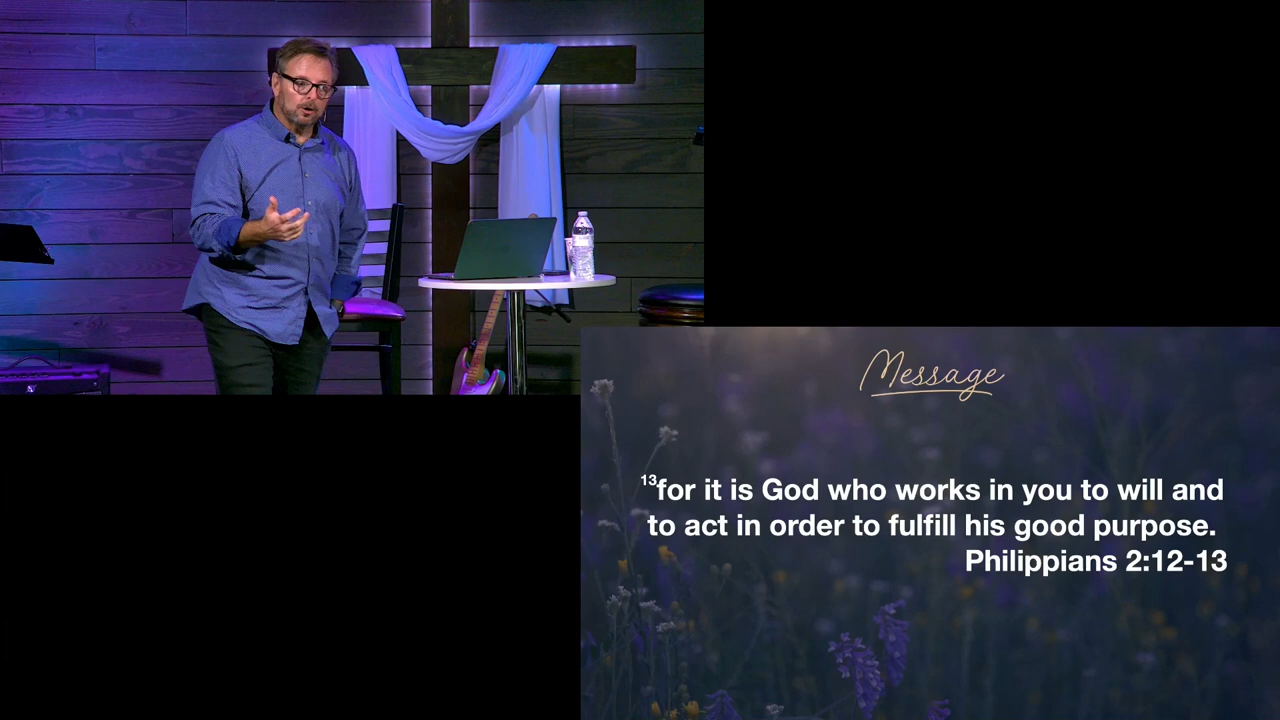 Message
¹³for it is God who works in you to will and
to act in order to fulfill his good purpose.
Philippians 2:12-13